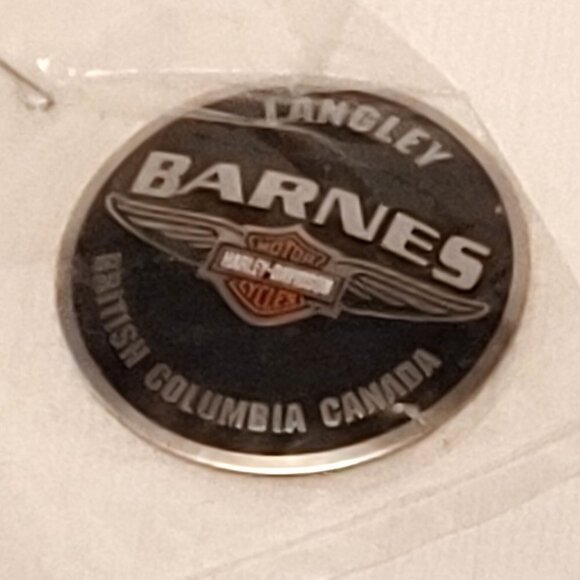 LANGLEY
BARNES
MOTOR
HARLEY-DAVIDSON
CYCLES
BRITISH COLUMBIA CANADA